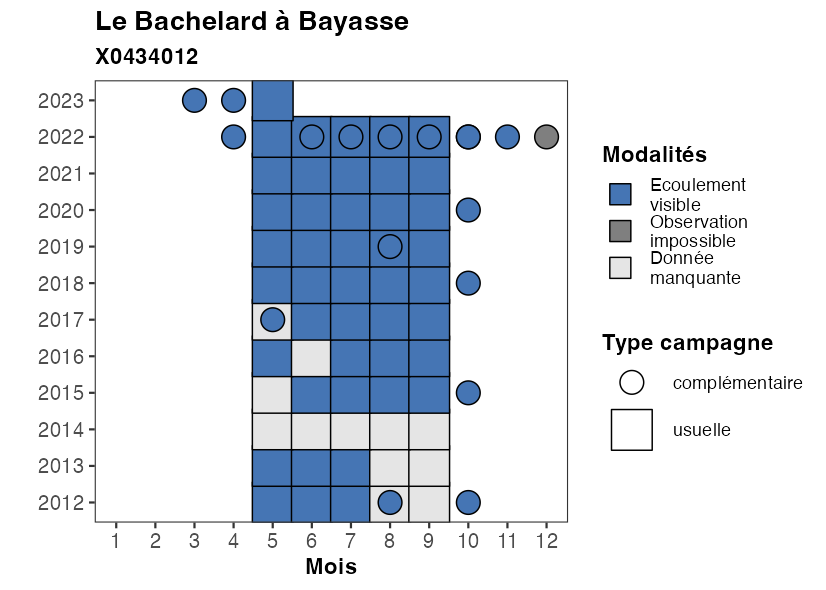 Le Bachelard à Bayasse
X0434012
2023
2022
2021
2020
2019
2018
2017
2016
2015
2014
2013
2012
1 2 3 4 5 6 7 8 9 10 11 12
Mois
Modalités
Ecoulement
visible
Observation
impossible
Donnée
manquante
Type campagne
complémentaire
usuelle